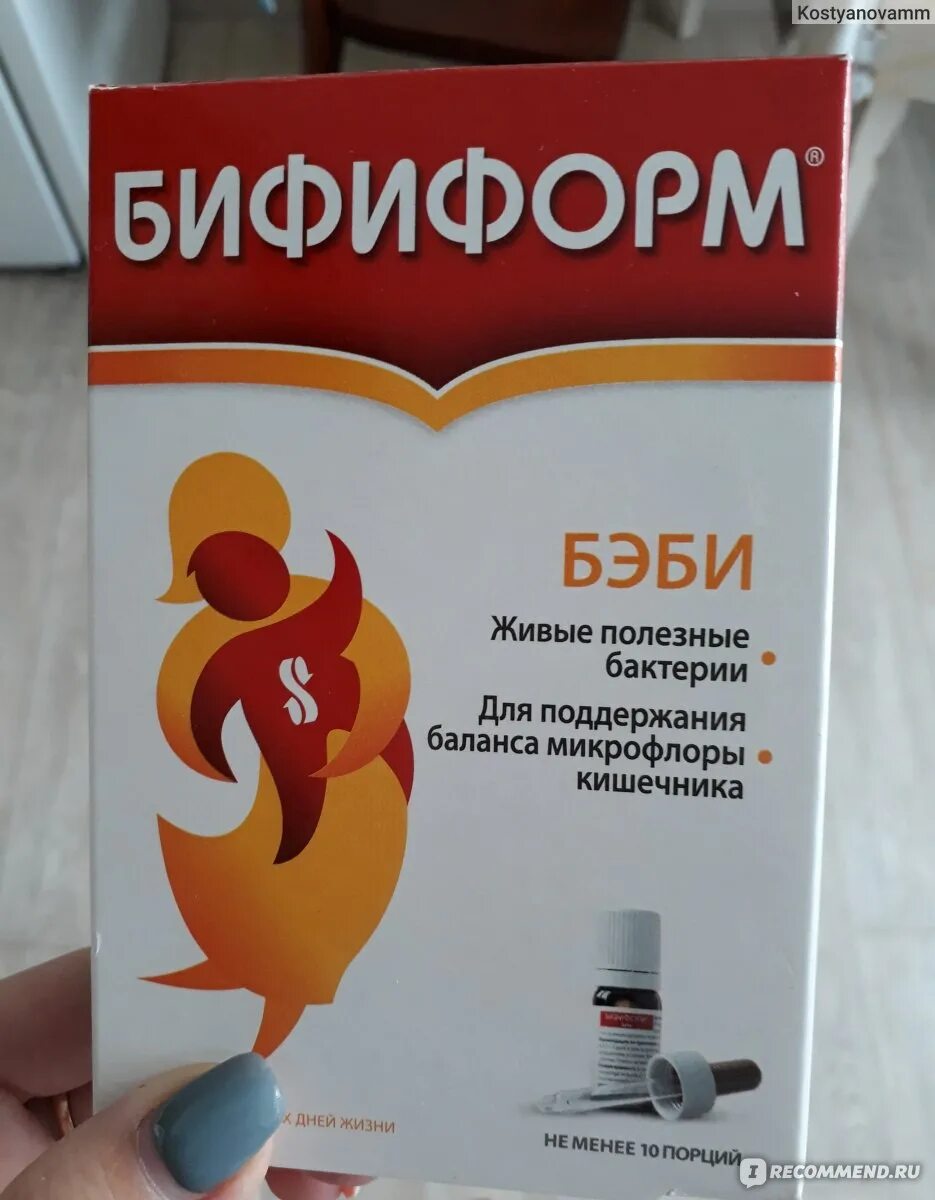 Kostyanovamm
БИФИФОРМ®
БЭБИ
Живые полезные
бактерии
Для поддержания
баланса микрофлоры
кишечника
БИФИФОРМ
Х ДНЕЙ ЖИЗНИ
НЕ МЕНЕЕ 10 ПОРЦИЙ
I RECOMMEND.RU